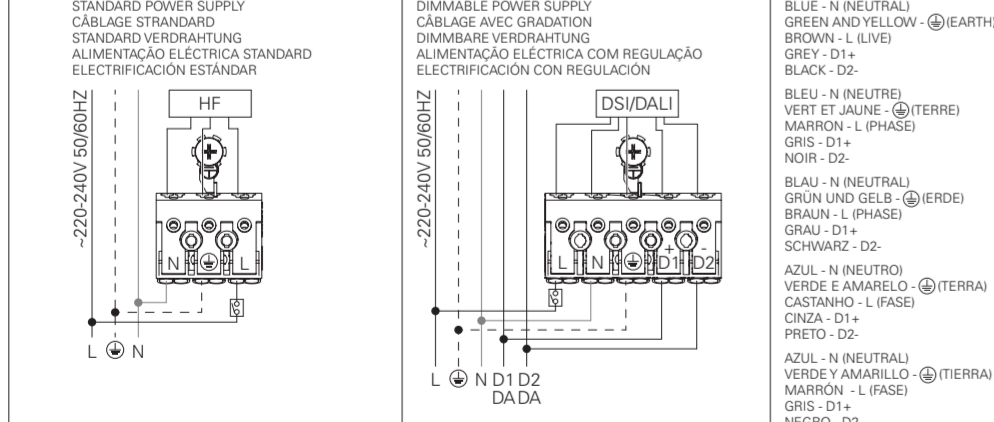 STANDARD POWER SUPPLY
CÂBLAGE STRANDARD
STANDARD VERDRAHTUNG
ALIMENTAÇÃO ELÉCTRICA STANDARD
ELECTRIFICACIÓN ESTÁNDAR
~220-240V 50/60HZ
HF
N L
L N
DIMMABLE POWER SUPPLY
CÂBLAGE AVEC GRADATION
DIMMBARE VERDRAHTUNG
ALIMENTAÇÃO ELÉCTRICA COM REGULAÇÃO
ELECTRIFICACIÓN CON REGULACIÓN
~220-240V 50/60HZ
DSI/DALI
+ -
L N D1 D2
L N D1 D2
DA DA
BLUE - N (NEUTRAL)
GREEN AND YELLOW - (EARTH)
BROWN - L (LIVE)
GREY - D1+
BLACK - D2-
BLEU - N (NEUTRE)
VERT ET JAUNE - (TERRE)
MARRON - L (PHASE)
GRIS - D1+
NOIR - D2-
BLAU - N (NEUTRAL)
GRÜN UND GELB - (ERDE)
BRAUN - L (PHASE)
GRAU - D1+
SCHWARZ - D2-
AZUL - N (NEUTRO)
VERDE E AMARELO - (TERRA)
CASTANHO - L (FASE)
CINZA - D1+
PRETO - D2-
AZUL - N (NEUTRAL)
VERDE Y AMARILLO - (TIERRA)
MARRÓN - L (FASE)
GRIS - D1+
NEGRO - D2